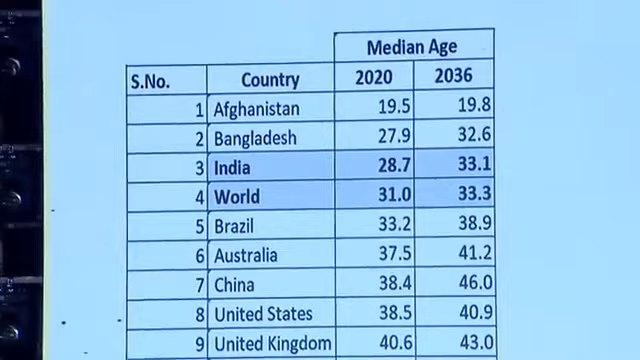 Median Age
S.No. Country 2020 2036
1 Afghanistan 19.5 19.8
2 Bangladesh 27.9 32.6
3 India 28.7 33.1
4 World 31.0 33.3
5 Brazil 33.2 38.9
6 Australia 37.5 41.2
7 China 38.4 46.0
8 United States 38.5 40.9
9 United Kingdom 40.6 43.0